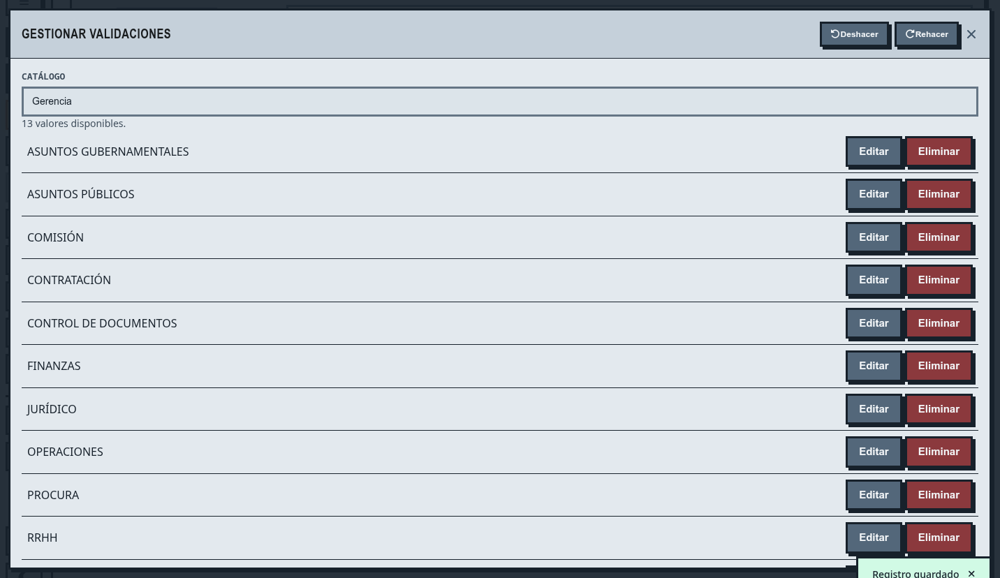 GESTIONAR VALIDACIONES
Deshacer
Rehacer
CATÁLOGO
Gerencia
13 valores disponibles.
ASUNTOS GUBERNAMENTALES Editar Eliminar
ASUNTOS PÚBLICOS Editar Eliminar
COMISIÓN Editar Eliminar
CONTRATACIÓN Editar Eliminar
CONTROL DE DOCUMENTOS Editar Eliminar
FINANZAS Editar Eliminar
JURÍDICO Editar Eliminar
OPERACIONES Editar Eliminar
PROCURA Editar Eliminar
RRHH Editar Eliminar
Registro guardado ×